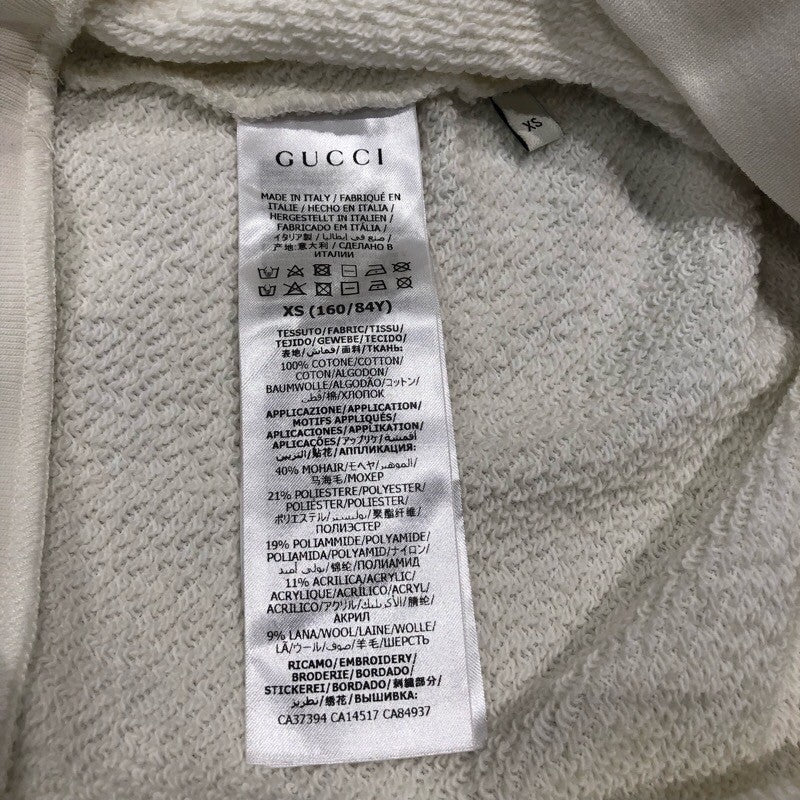 GUCCI
MADE IN ITALY / FABRIQUÉ EN
ITALIE / HECHO EN ITALIA /
HERGESTELLT IN ITALIEN /
FABRICADO EM ITÁLIA /
イタリア製 / صنع في إيطاليا /
产地:意大利 / СДЕЛАНО В
ИТАЛИИ
XS (160/84Y)
TESSUTO/FABRIC/TISSU/
TEJIDO/GEWEBE/TECIDO/
表地/قماش/面料/ТКАНЬ:
100% COTONE/COTTON/
COTON/ALGODON/
BAUMWOLLE/ALGODÃO/コットン/
قطن/棉/ХЛОПОК
APPLICAZIONE/APPLICATION/
MOTIFS APPLIQUÉS/
APLICACIONES/APPLIKATION/
APLICAÇÕES/アップリケ/أقمشة
التزيين/貼花/АППЛИКАЦИЯ:
40% MOHAIR/モヘヤ/الموهير/
马海毛/МОХЕР
21% POLIESTERE/POLYESTER/
POLIÉSTER/POLYESTER/
ポリエステル/بوليستير/聚酯纤维/
ПОЛИЭСТЕР
19% POLIAMMIDE/POLYAMIDE/
POLIAMIDA/POLYAMID/ナイロン/
بولي أميد/锦纶/ПОЛИАМИД
11% ACRILICA/ACRYLIC/
ACRYLIQUE/ACRÍLICO/ACRYL/
ACRÍLICO/アクリル/الأكريليك/腈纶/
АКРИЛ
9% LANA/WOOL/LAINE/WOLLE/
LÃ/ウール/صوف/羊毛/ШЕРСТЬ
RICAMO/EMBROIDERY/
BRODERIE/BORDADO/
STICKEREI/BORDADO/刺繍部分/
تطريز/绣花/ВЫШИВКА:
CA37394 CA14517 CA84937
XS